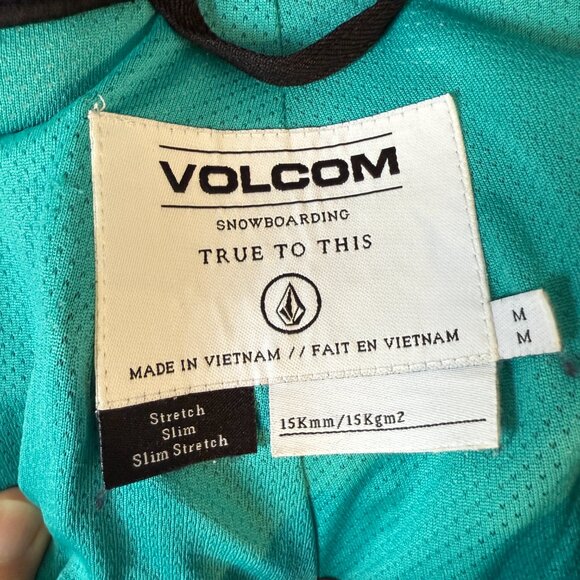 VOLCOM
SNOWBOARDING
TRUE TO THIS
MADE IN VIETNAM // FAIT EN VIETNAM
M
M
Stretch
Slim
Slim Stretch
15Kmm/15Kgm2